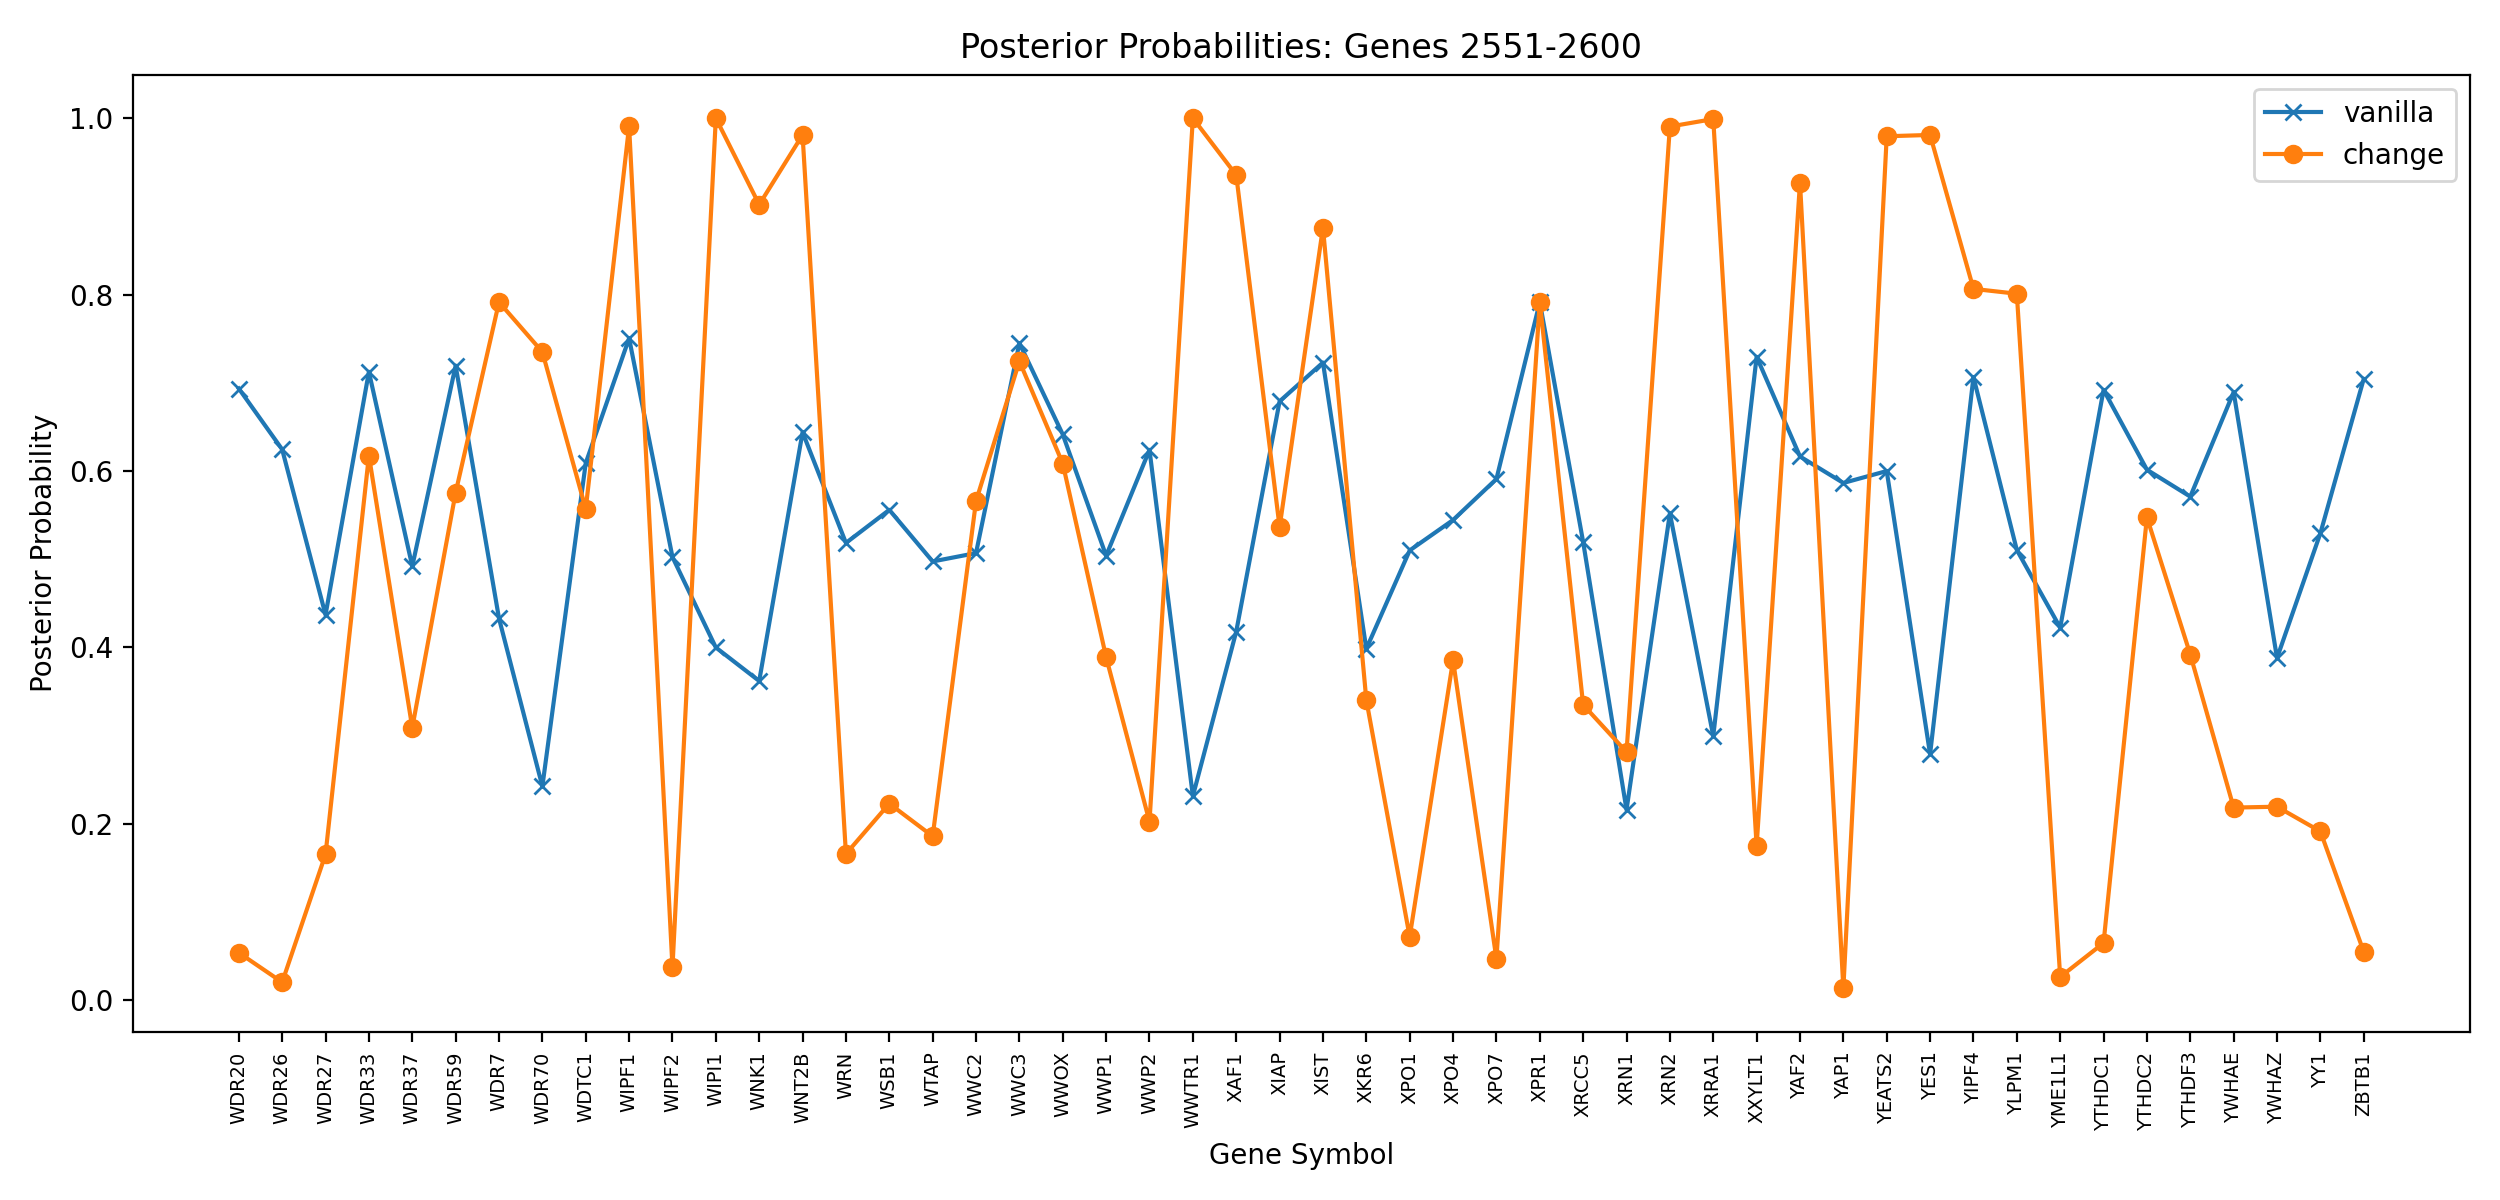 Posterior Probabilities: Genes 2551-2600
vanilla
change
Posterior Probability
1.0
0.8
0.6
0.4
0.2
0.0
WDR20
WDR26
WDR27
WDR33
WDR37
WDR59
WDR7
WDR70
WDTC1
WIPF1
WIPF2
WIPI1
WNK1
WNT2B
WRN
WSB1
WTAP
WWC2
WWC3
WWOX
WWP1
WWP2
WWTR1
XAF1
XIAP
XIST
XKR6
XPO1
XPO4
XPO7
XPR1
XRCC5
XRN1
XRN2
XRRA1
XXYLT1
YAF2
YAP1
YEATS2
YES1
YIPF4
YLPM1
YME1L1
YTHDC1
YTHDC2
YTHDF3
YWHAE
YWHAZ
YY1
ZBTB1
Gene Symbol